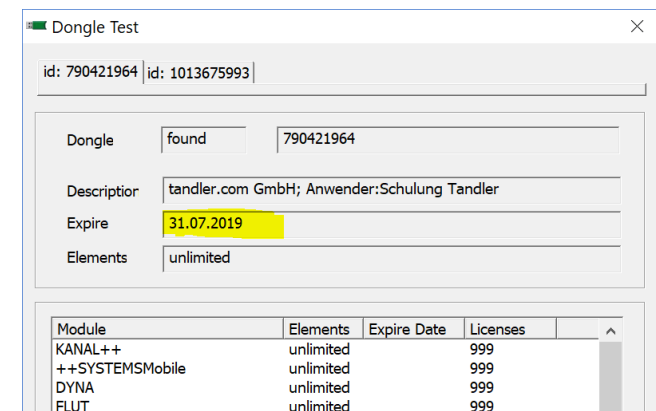 Dongle Test
id: 790421964 id: 1013675993
Dongle found 790421964
Descriptior tandler.com GmbH; Anwender:Schulung Tandler
Expire 31.07.2019
Elements unlimited
Module Elements Expire Date Licenses
KANAL++ unlimited 999
++SYSTEMSMobile unlimited 999
DYNA unlimited 999
FLUT unlimited 999